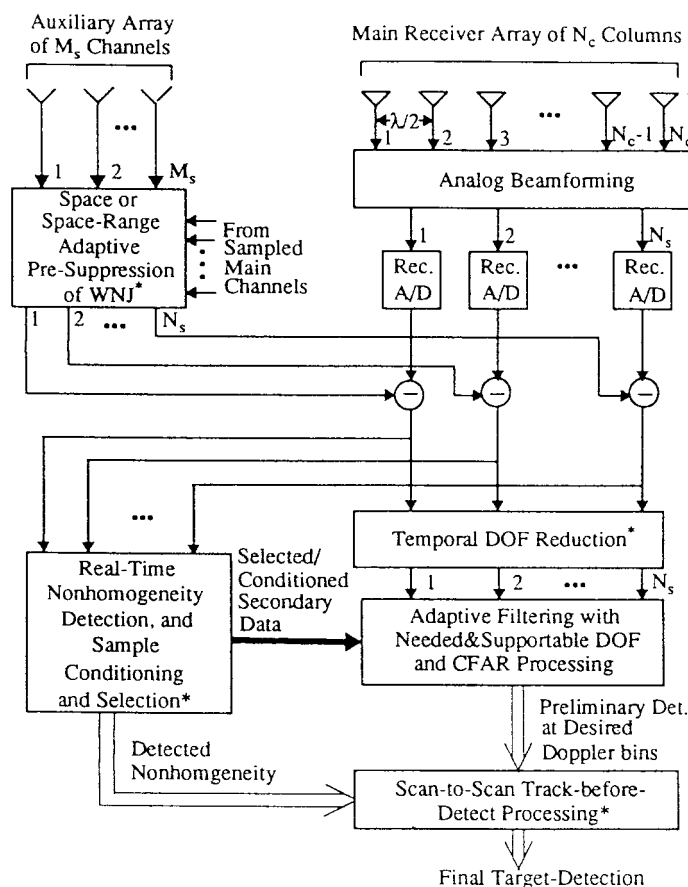 Auxiliary Array
of Ms Channels
Main Receiver Array of Nc Columns
•••
•••
λ/2
1
2
Ms
1
2
3
Nc-1
Nc
Space or
Space-Range
Adaptive
Pre-Suppression
of WNJ*
From
Sampled
Main
Channels
Analog Beamforming
1
2
Ns
Rec.
A/D
Rec.
A/D
•••
Rec.
A/D
1
2
•••
Ns
−
−
−
•••
Temporal DOF Reduction*
1
2
•••
Ns
Real-Time
Nonhomogeneity
Detection, and
Sample
Conditioning
and Selection*
Selected/
Conditioned
Secondary
Data
Adaptive Filtering with
Needed&Supportable DOF
and CFAR Processing
Preliminary Det.
at Desired
Doppler bins
Detected
Nonhomgeneity
Scan-to-Scan Track-before-
Detect Processing*
Final Target-Detection